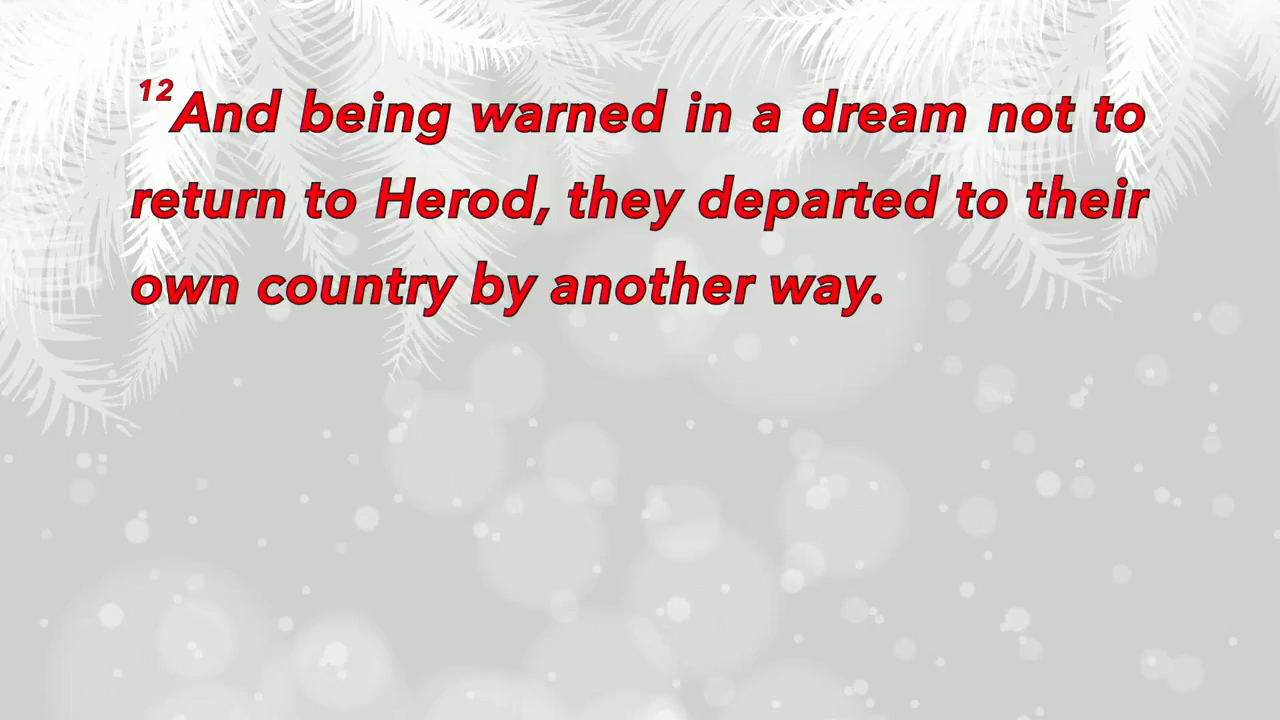 12And being warned in a dream not to
return to Herod, they departed to their
own country by another way.